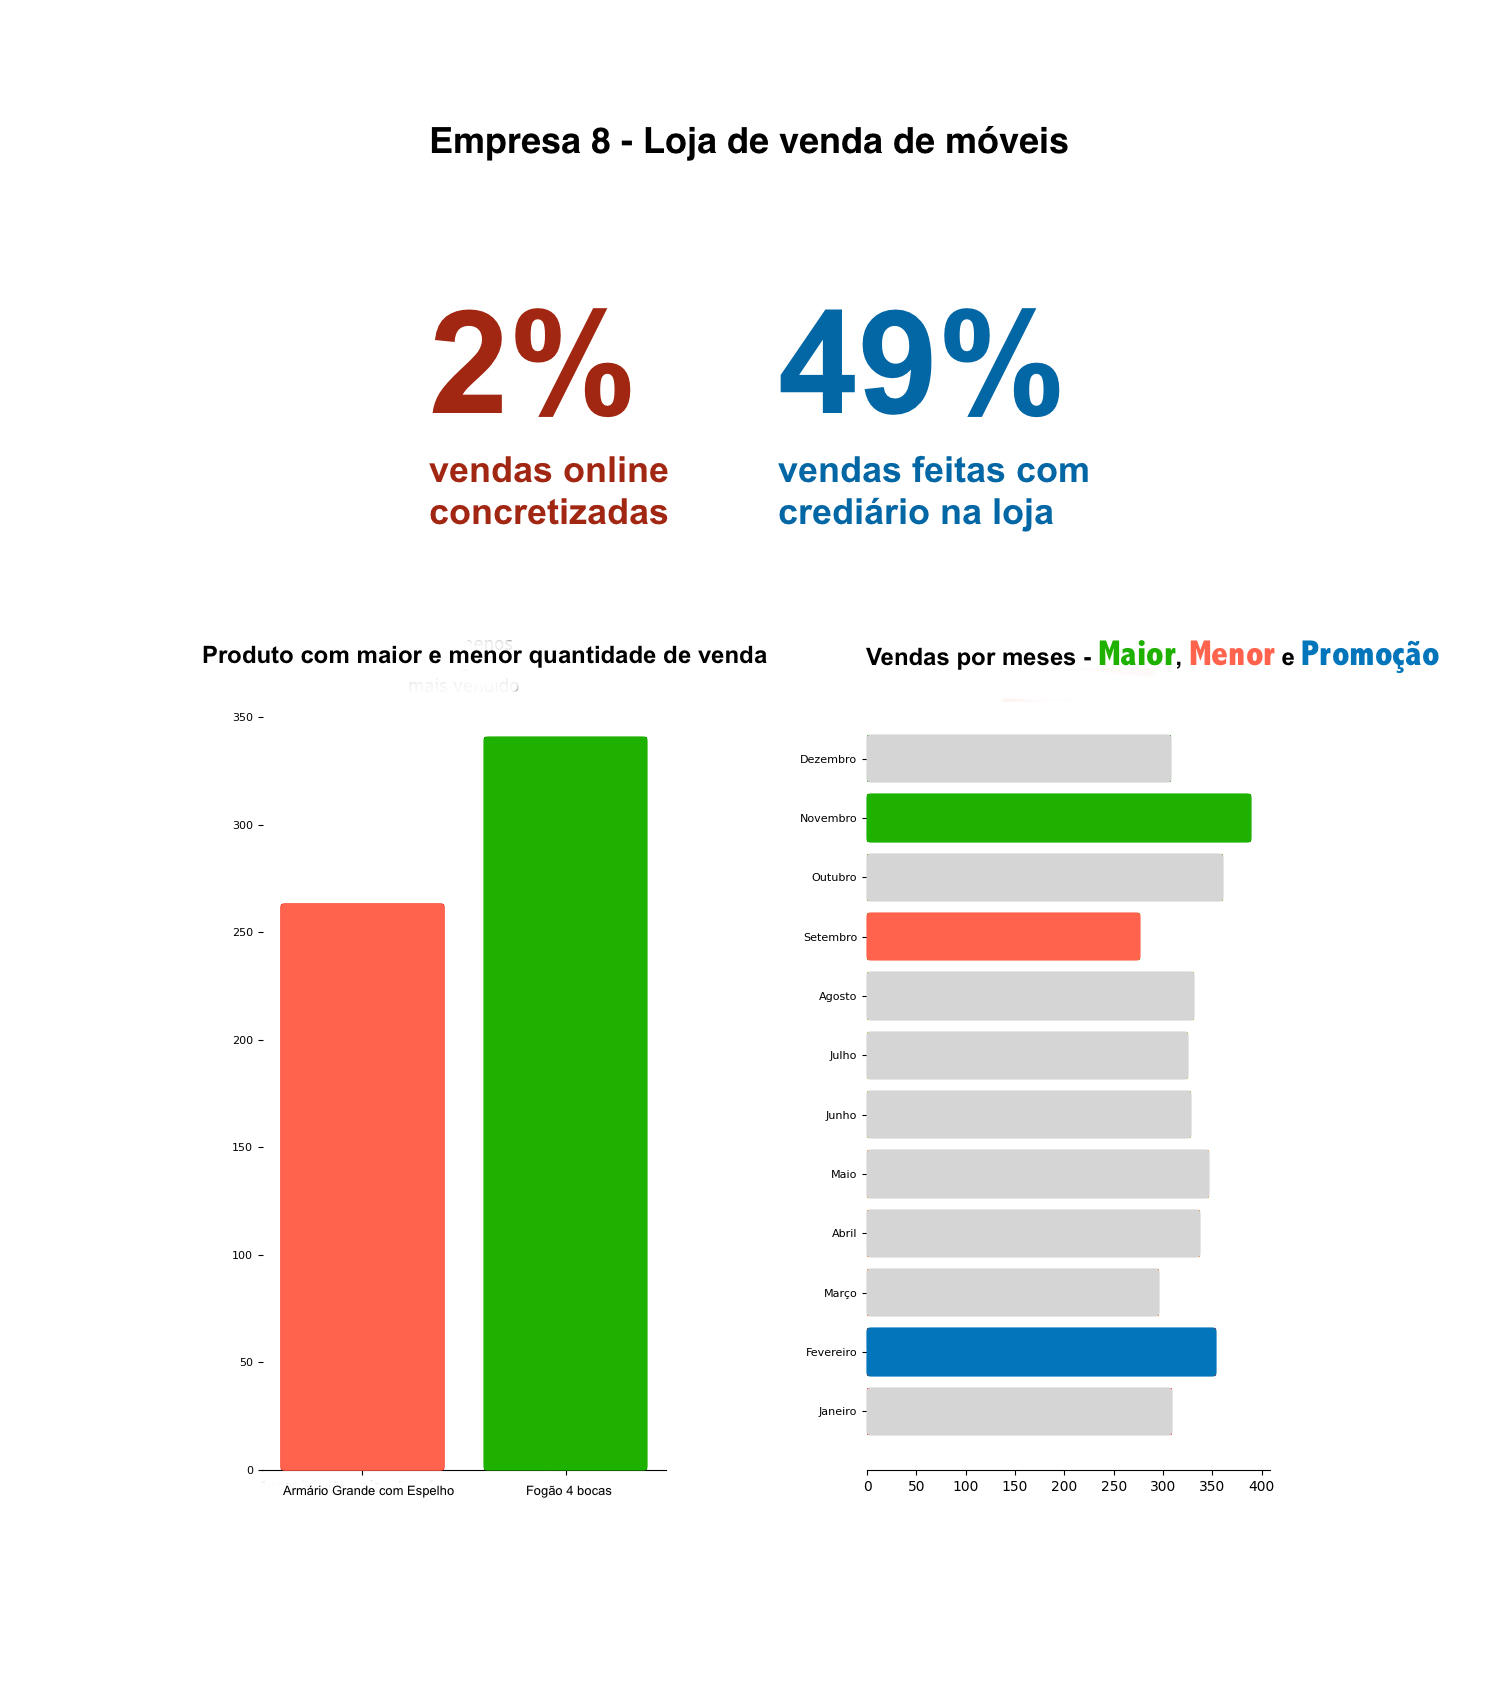 Empresa 8 - Loja de venda de móveis
2%
vendas online
concretizadas
49%
vendas feitas com
crediário na loja
Produto com maior e menor quantidade de venda
mais vendido
350
300
250
200
150
100
50
0
Armário Grande com Espelho
Fogão 4 bocas
Vendas por meses - Maior, Menor e Promoção
Dezembro
Novembro
Outubro
Setembro
Agosto
Julho
Junho
Maio
Abril
Março
Fevereiro
Janeiro
0 50 100 150 200 250 300 350 400